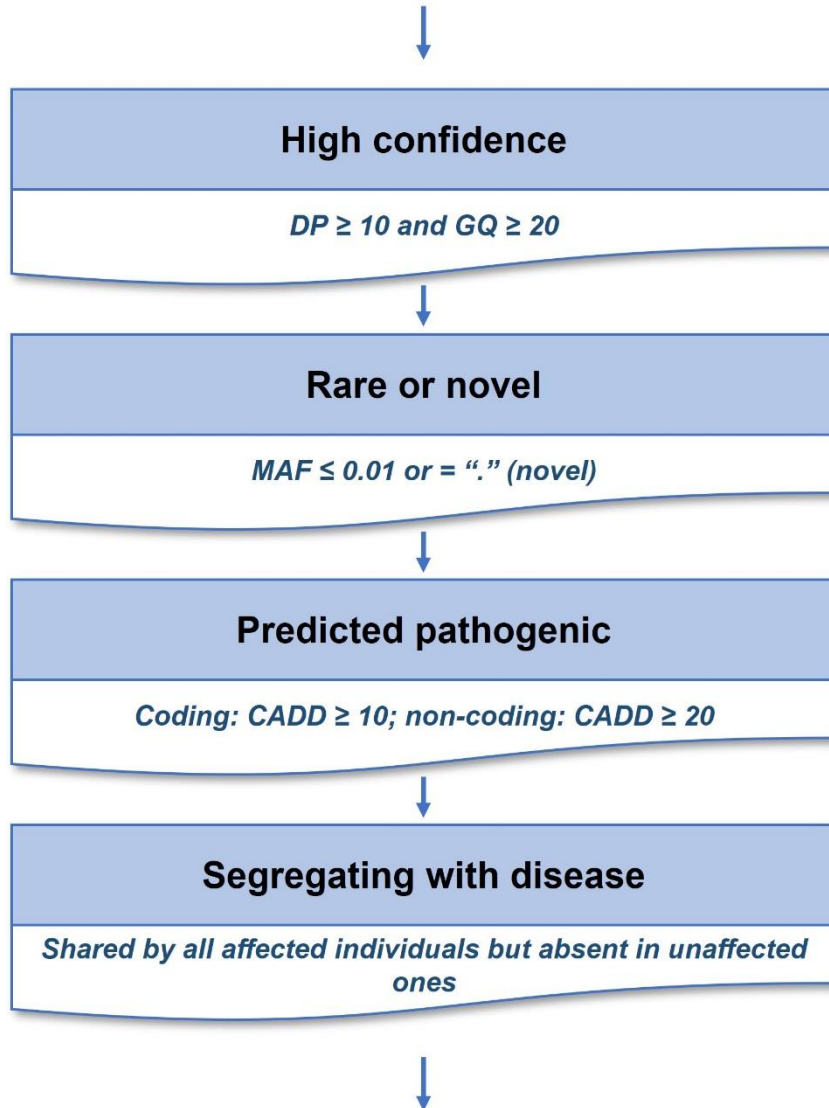 High confidence
DP ≥ 10 and GQ ≥ 20
Rare or novel
MAF ≤ 0.01 or = “.” (novel)
Predicted pathogenic
Coding: CADD ≥ 10; non-coding: CADD ≥ 20
Segregating with disease
Shared by all affected individuals but absent in unaffected
ones